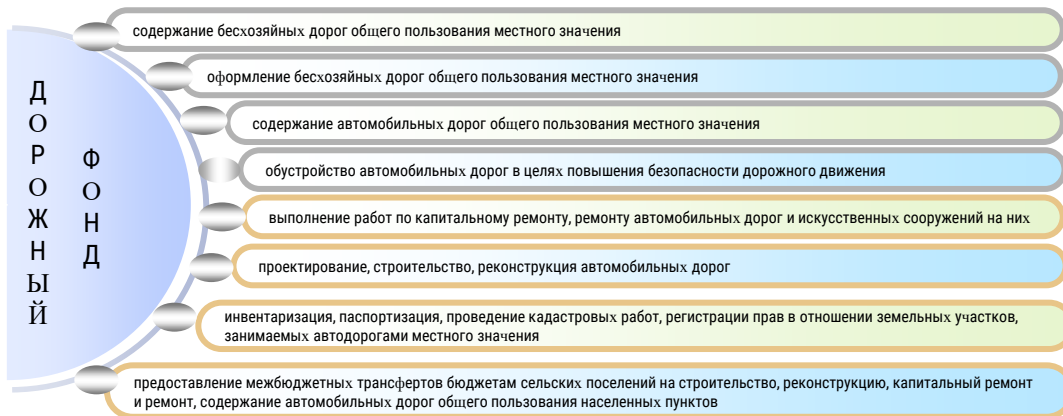 ДОРОЖНЫЙ
ФОНД
содержание бесхозяйных дорог общего пользования местного значения
оформление бесхозяйных дорог общего пользования местного значения
содержание автомобильных дорог общего пользования местного значения
обустройство автомобильных дорог в целях повышения безопасности дорожного движения
выполнение работ по капитальному ремонту, ремонту автомобильных дорог и искусственных сооружений на них
проектирование, строительство, реконструкция автомобильных дорог
инвентаризация, паспортизация, проведение кадастровых работ, регистрации прав в отношении земельных участков,
занимаемых автодорогами местного значения
предоставление межбюджетных трансфертов бюджетам сельских поселений на строительство, реконструкцию, капитальный ремонт
и ремонт, содержание автомобильных дорог общего пользования населенных пунктов